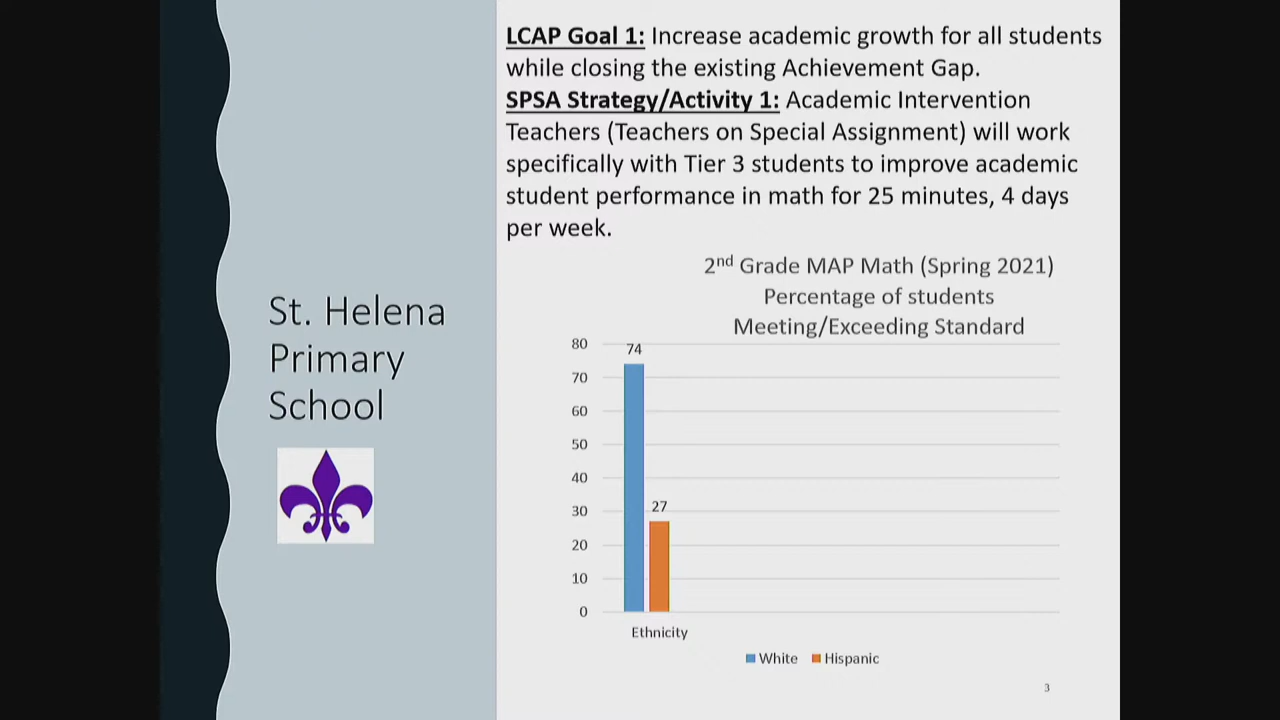 LCAP Goal 1: Increase academic growth for all students
while closing the existing Achievement Gap.
SPSA Strategy/Activity 1: Academic Intervention
Teachers (Teachers on Special Assignment) will work
specifically with Tier 3 students to improve academic
student performance in math for 25 minutes, 4 days
per week.
St. Helena
Primary
School
2nd Grade MAP Math (Spring 2021)
Percentage of students
Meeting/Exceeding Standard
80
70
60
50
40
30
20
10
0
74
27
Ethnicity
White Hispanic
3